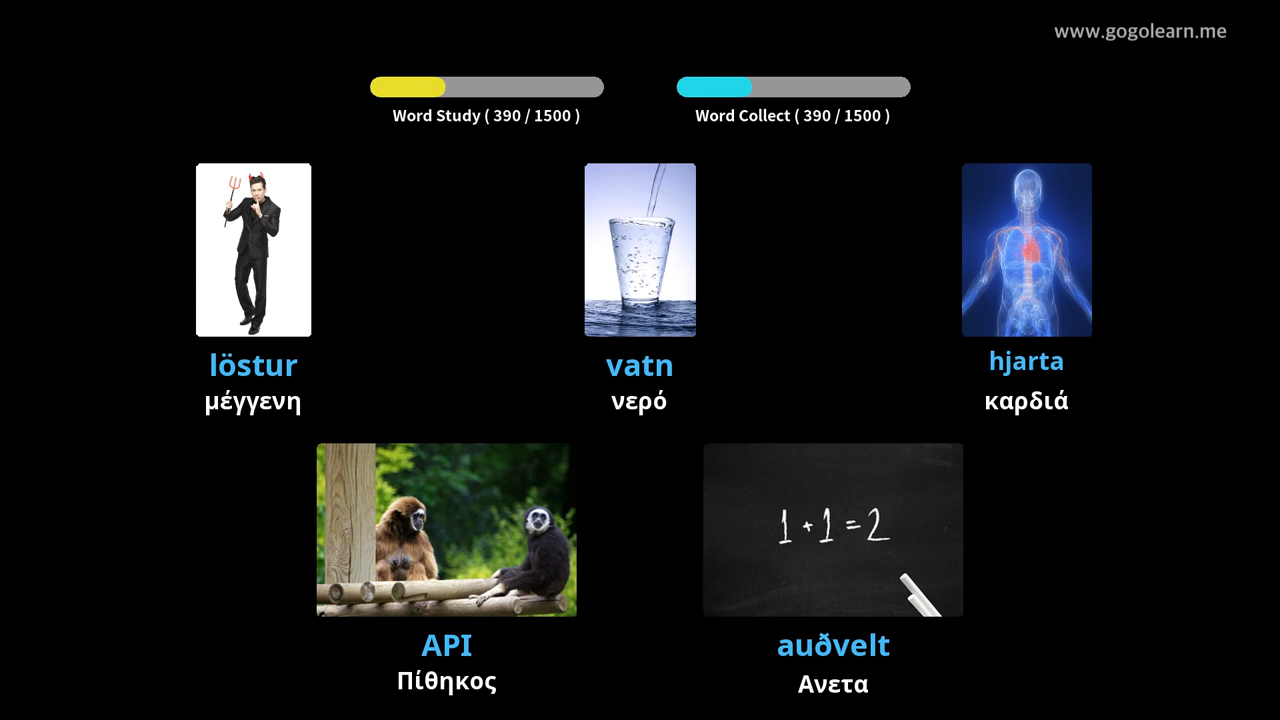 www.gogolearn.me
Word Study ( 390 / 1500 )
Word Collect ( 390 / 1500 )
löstur
μέγγενη
vatn
νερό
hjarta
καρδιά
1 + 1 = 2
API
Πίθηκος
auðvelt
Ανετα